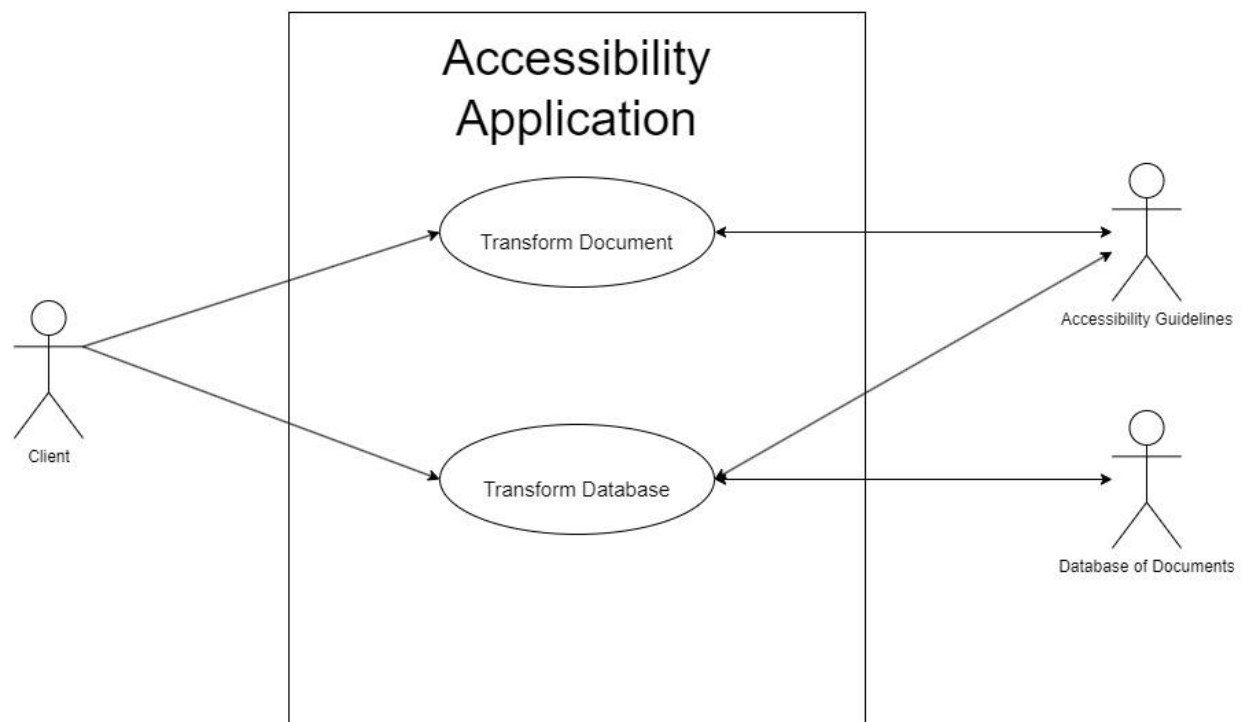 Accessibility
Application
Transform Document
Accessibility Guidelines
Client
Transform Database
Database of Documents